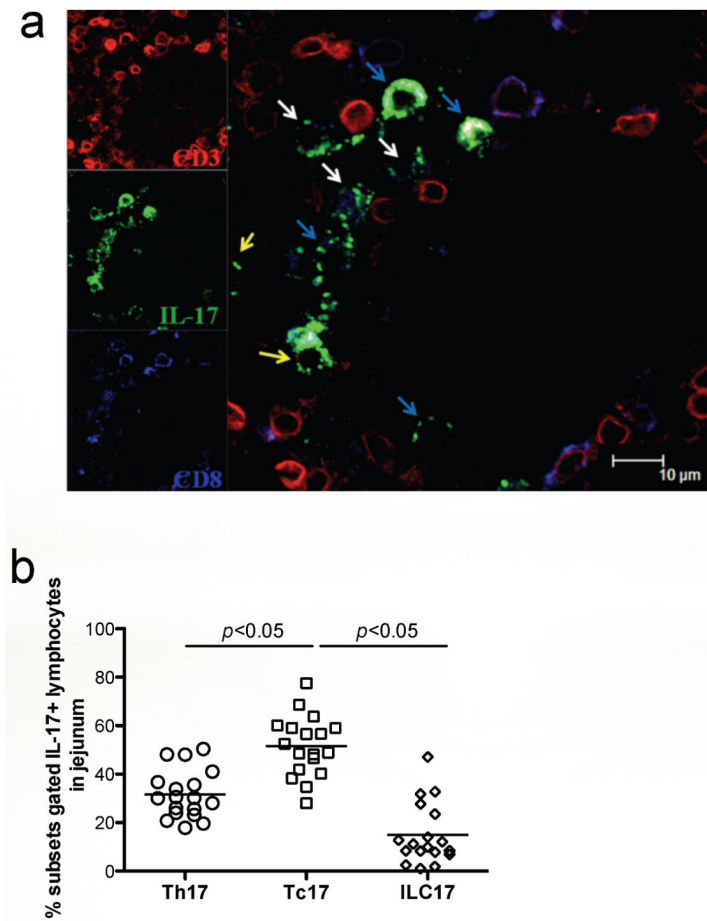 a
CD3
IL-17
CD8
10 µm
b
% subsets gated IL-17+ lymphocytes
in jejunum
100
80
60
40
20
0
p<0.05
p<0.05
Th17
Tc17
ILC17